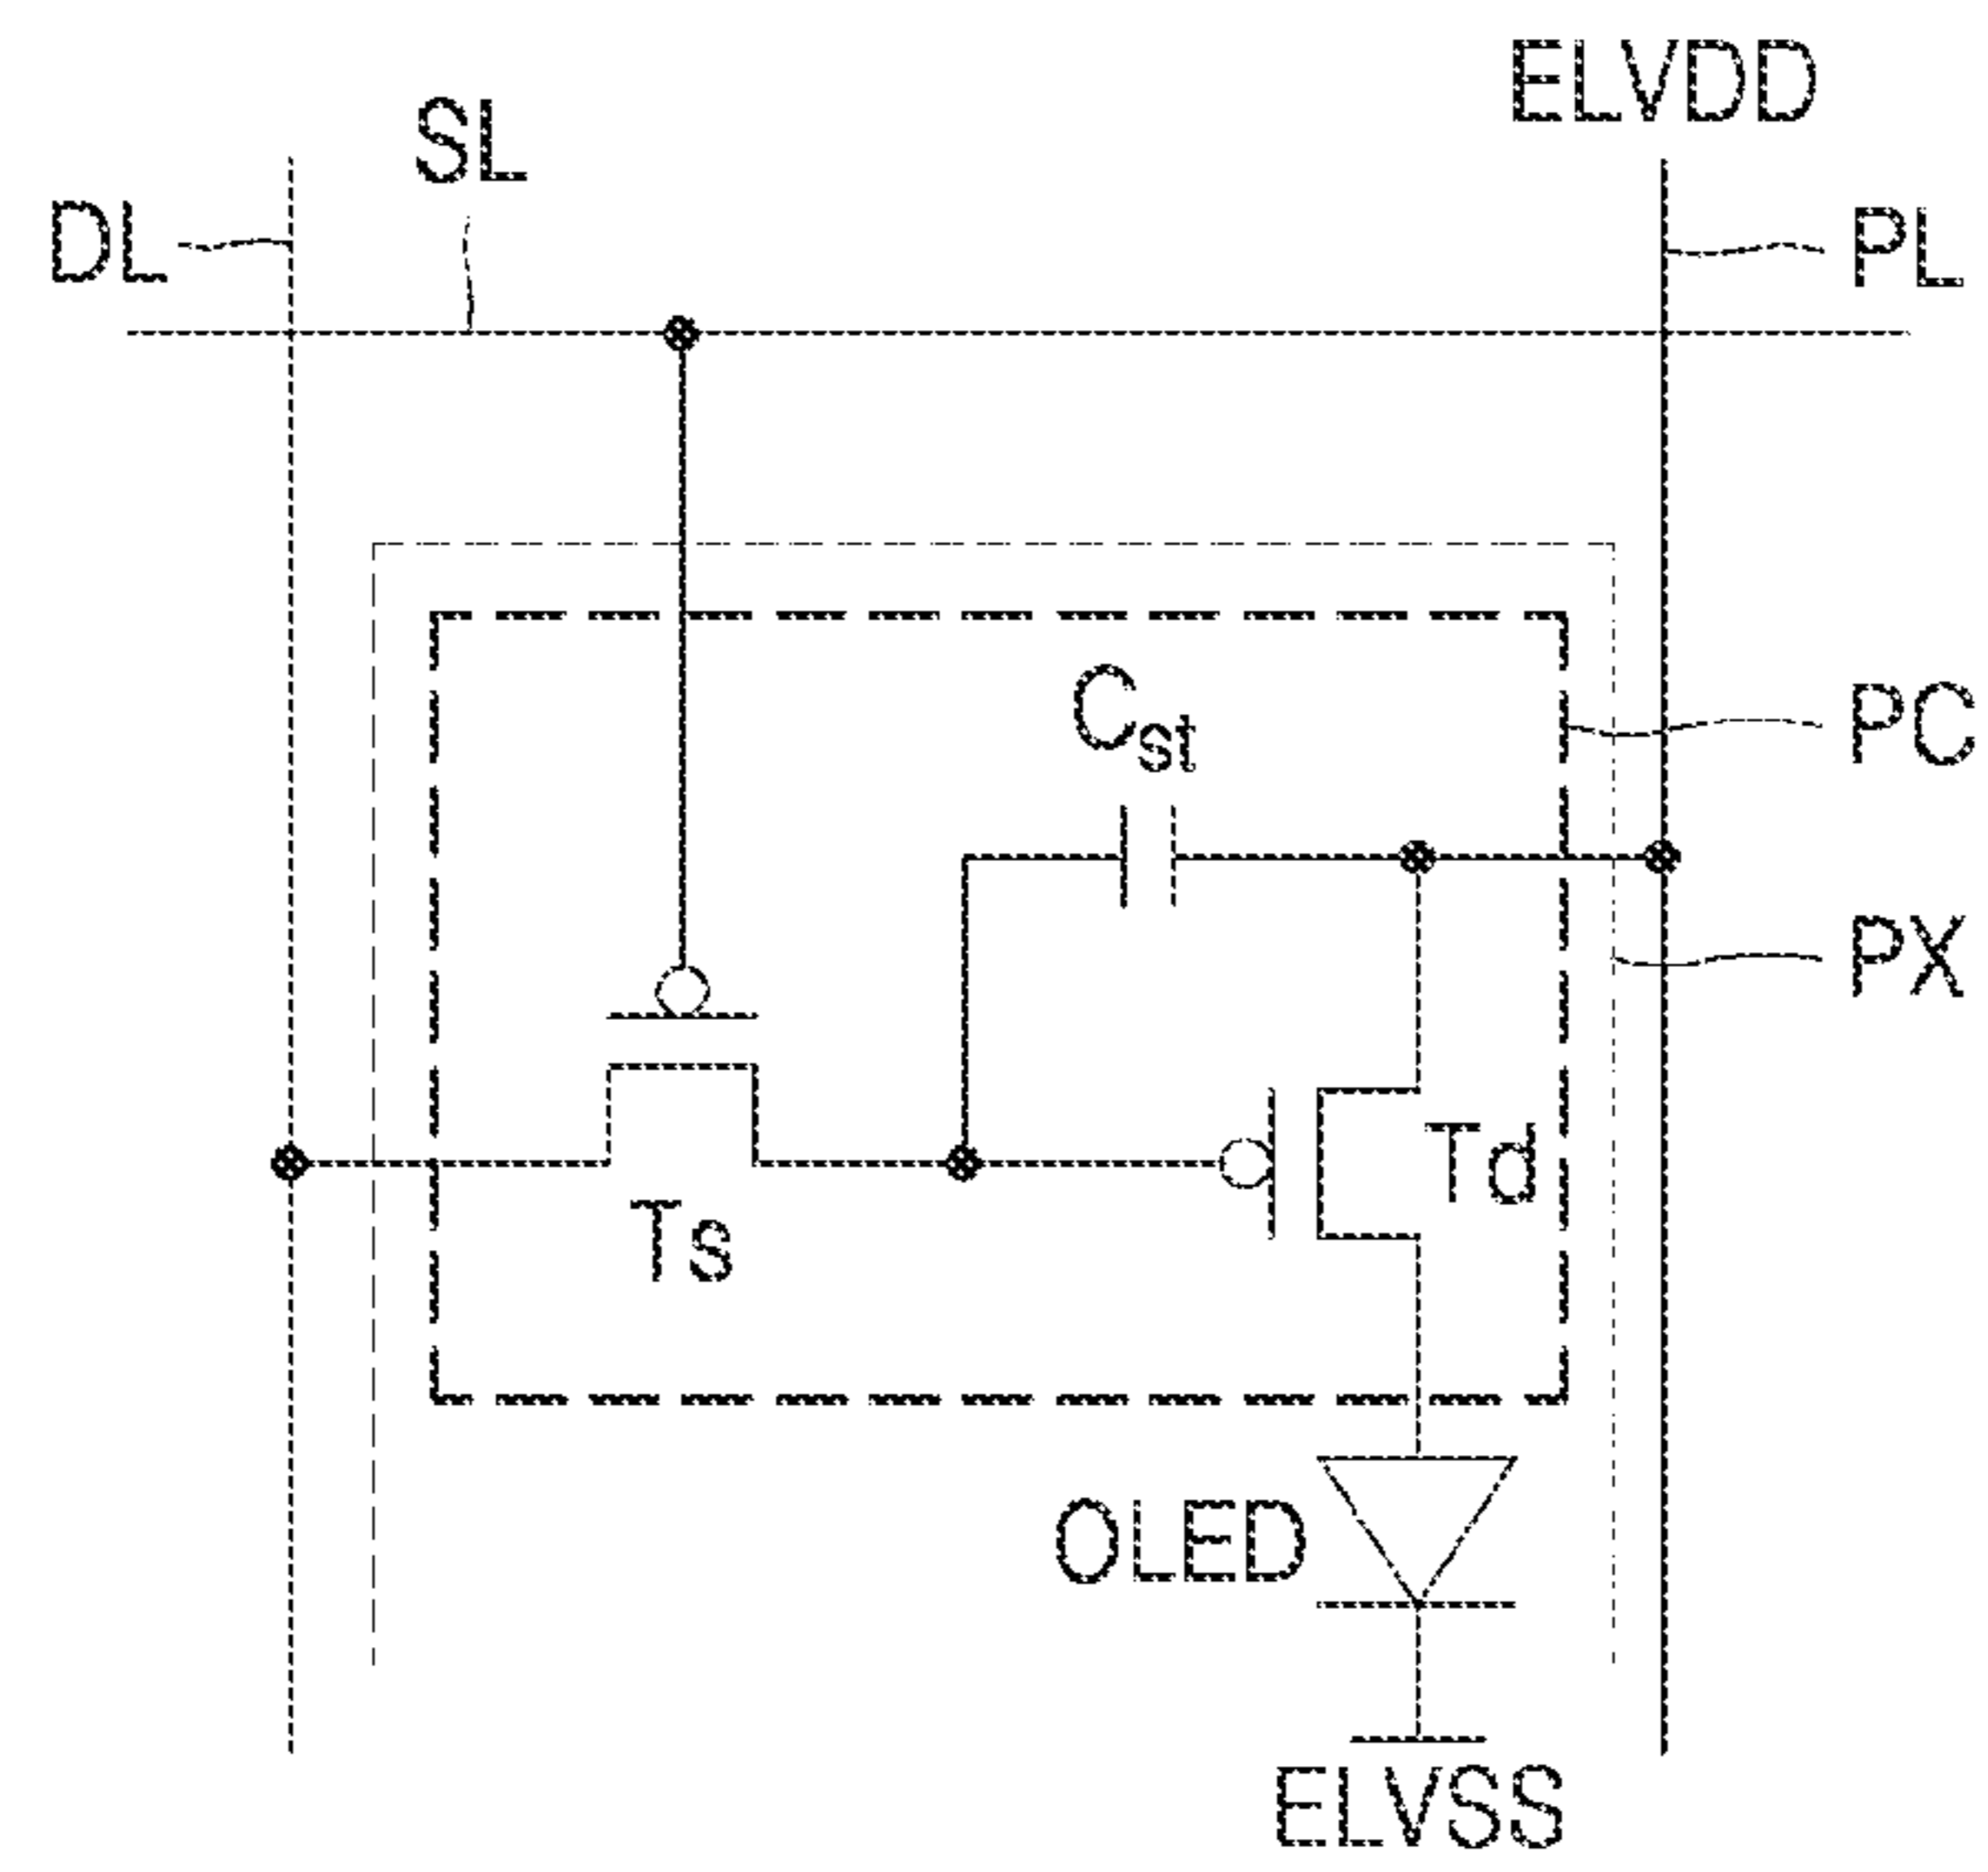 ELVDD
SL
DL
PL
Cst
PC
PX
Td
Ts
OLED
ELVSS